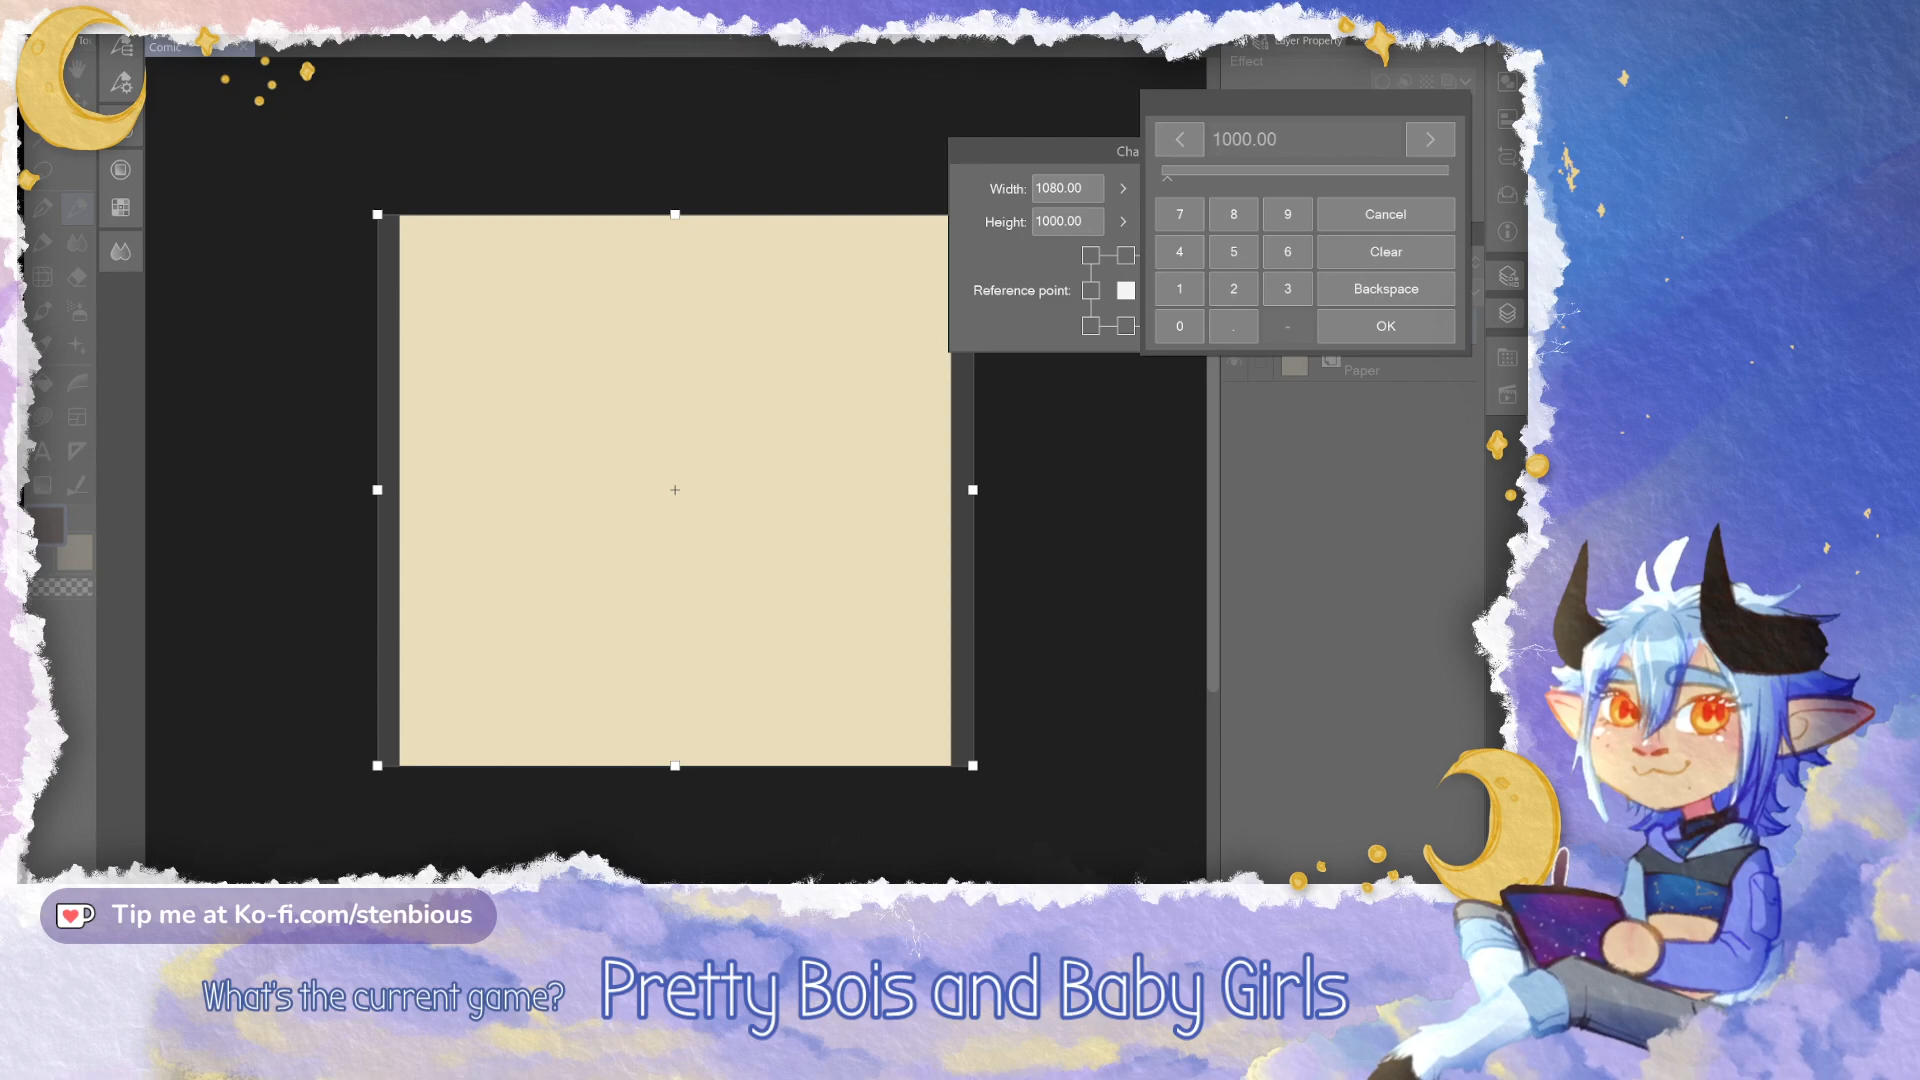 Comic
Layer Property
Effect
Cha
Width: 1080.00
Height: 1000.00
Reference point:
1000.00
7 8 9 Cancel
4 5 6 Clear
1 2 3 Backspace
0 . - OK
Paper
Tip me at Ko-fi.com/stenbious
What's the current game?
Pretty Bois and Baby Girls